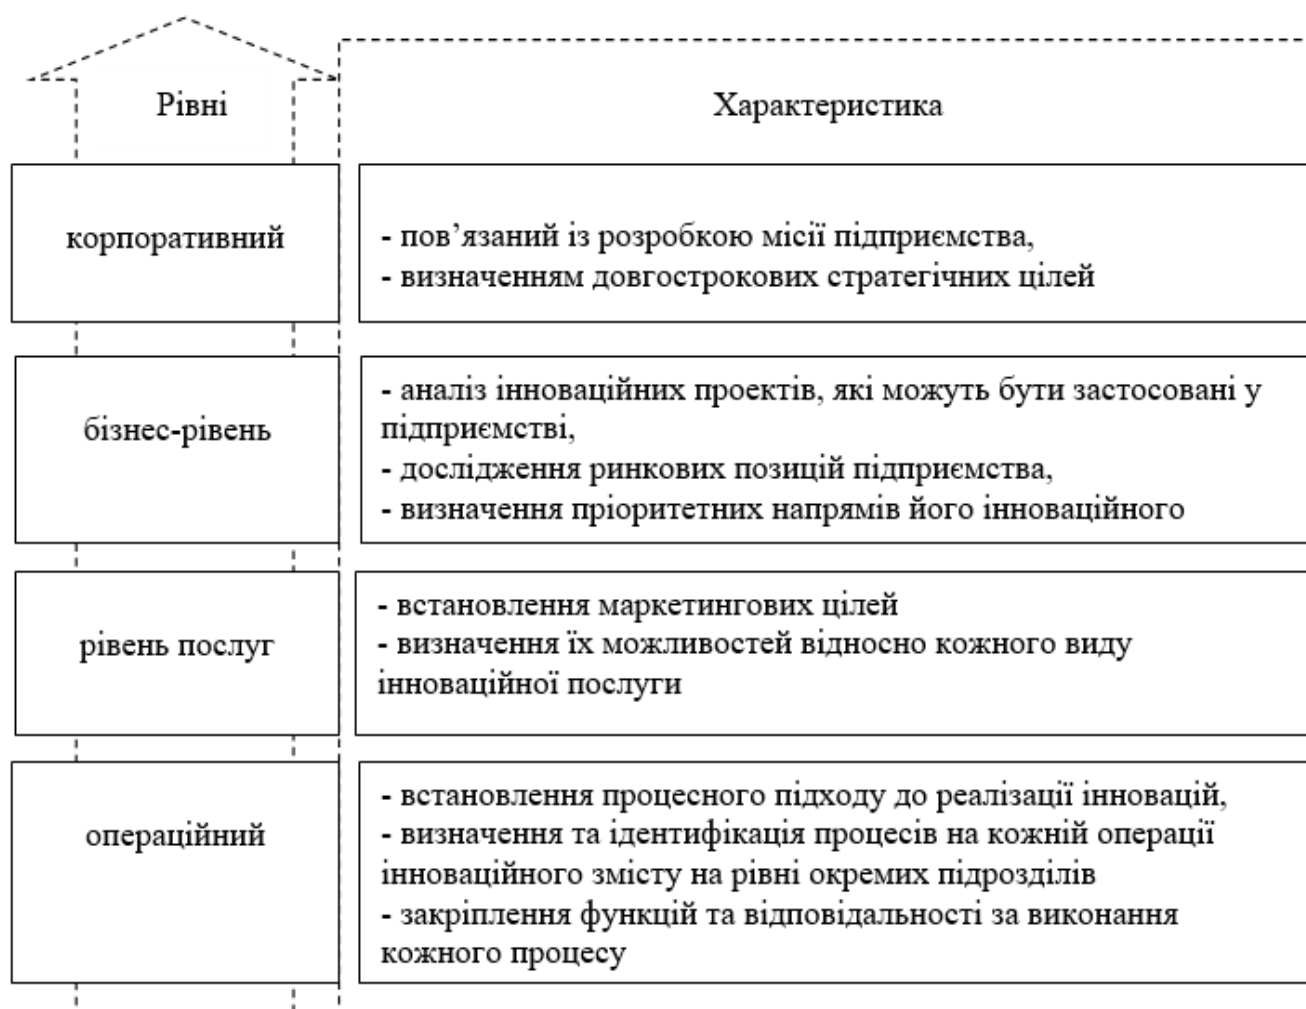 Рівні
Характеристика
корпоративний
- пов’язаний із розробкою місії підприємства,
- визначенням довгострокових стратегічних цілей
бізнес-рівень
- аналіз інноваційних проектів, які можуть бути застосовані у
підприємстві,
- дослідження ринкових позицій підприємства,
- визначення пріоритетних напрямів його інноваційного
рівень послуг
- встановлення маркетингових цілей
- визначення їх можливостей відносно кожного виду
інноваційної послуги
операційний
- встановлення процесного підходу до реалізації інновацій,
- визначення та ідентифікація процесів на кожній операції
інноваційного змісту на рівні окремих підрозділів
- закріплення функцій та відповідальності за виконання
кожного процесу